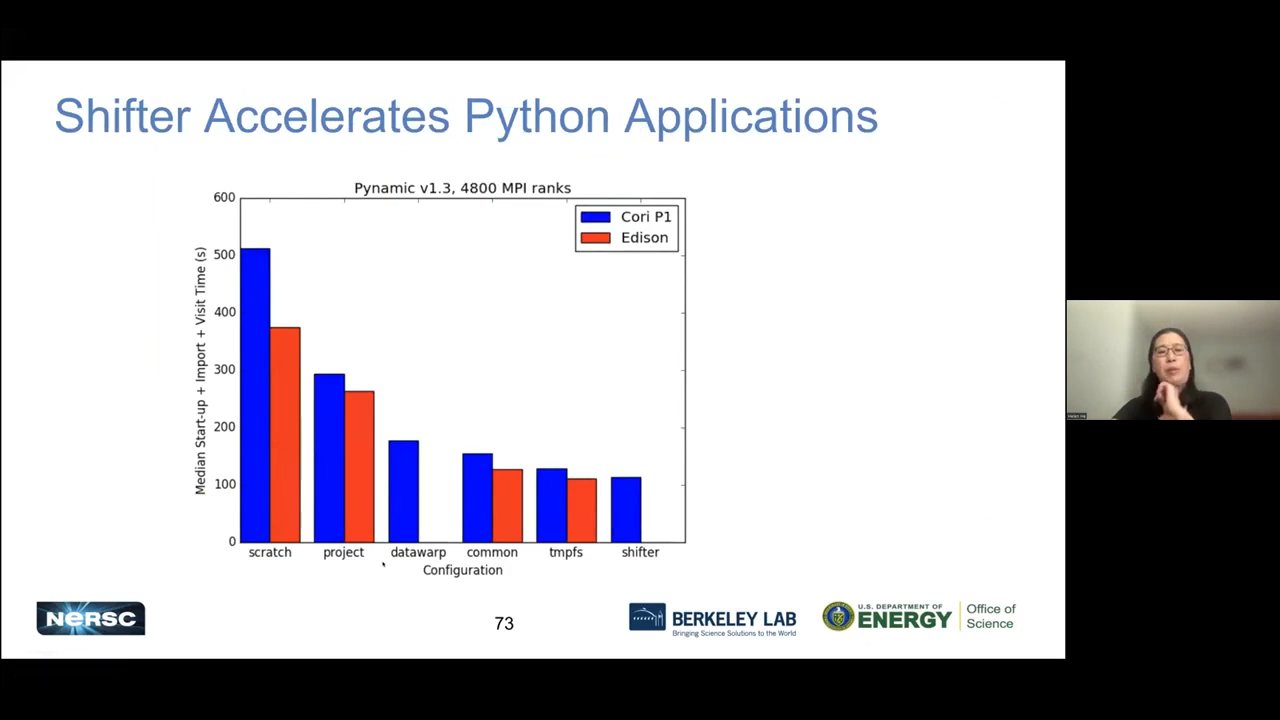 Shifter Accelerates Python Applications
Pynamic v1.3, 4800 MPI ranks
Cori P1
Edison
Median Start-up + Import + Visit Time (s)
600
500
400
300
200
100
0
scratch project datawarp common tmpfs shifter
Configuration
NERSC
73
BERKELEY LAB
Bringing Science Solutions to the World
U.S. DEPARTMENT OF
ENERGY
Office of
Science